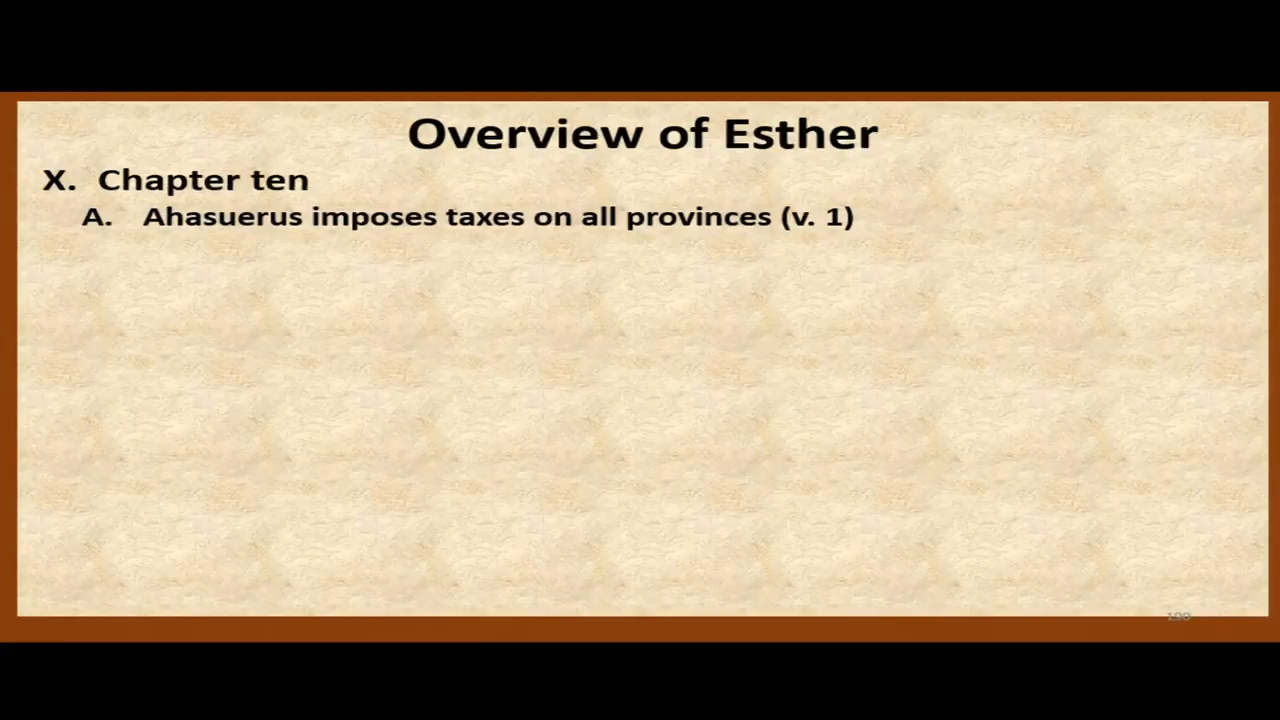 Overview of Esther
X. Chapter ten
A. Ahasuerus imposes taxes on all provinces (v. 1)